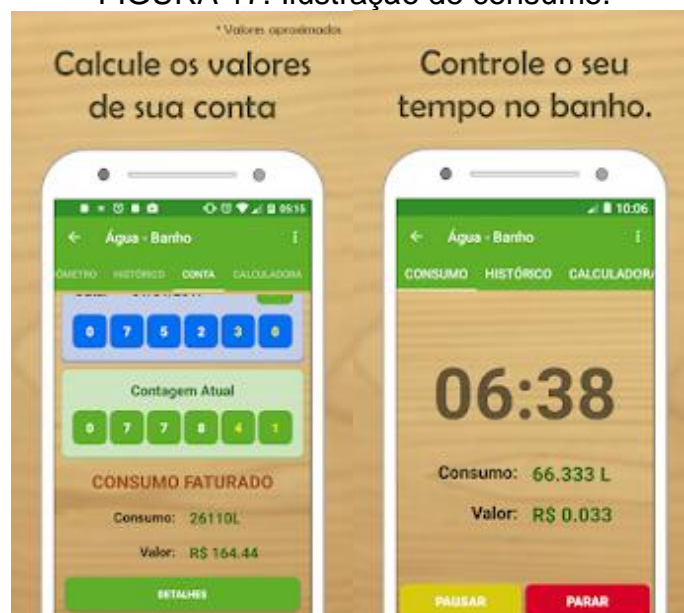 FIGURA 17: Ilustração do consumo.
* Valores aproximados
Calcule os valores
de sua conta
05:15
Água - Banho
ÔMETRO HISTÓRICO CONTA CALCULADORA
0 7 5 2 3 0
Contagem Atual
0 7 7 8 4 1
CONSUMO FATURADO
Consumo: 26110L
Valor: R$ 164.44
DETALHES
Controle o seu
tempo no banho.
10:06
Água - Banho
CONSUMO HISTÓRICO CALCULADORA
06:38
Consumo: 66.333 L
Valor: R$ 0.033
PAUSAR PARAR